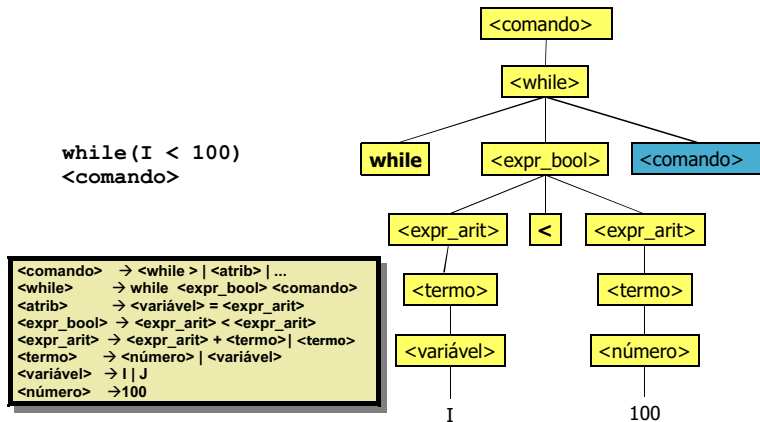 <comando>
<while>
while(I < 100)
<comando>
while <expr_bool> <comando>
<expr_arit> < <expr_arit>
<termo> <termo>
<variável> <número>
I 100
<comando> → <while > | <atrib> | ...
<while> → while <expr_bool> <comando>
<atrib> → <variável> = <expr_arit>
<expr_bool> → <expr_arit> < <expr_arit>
<expr_arit> → <expr_arit> + <termo>| <termo>
<termo> → <número> | <variável>
<variável> → I | J
<número> →100